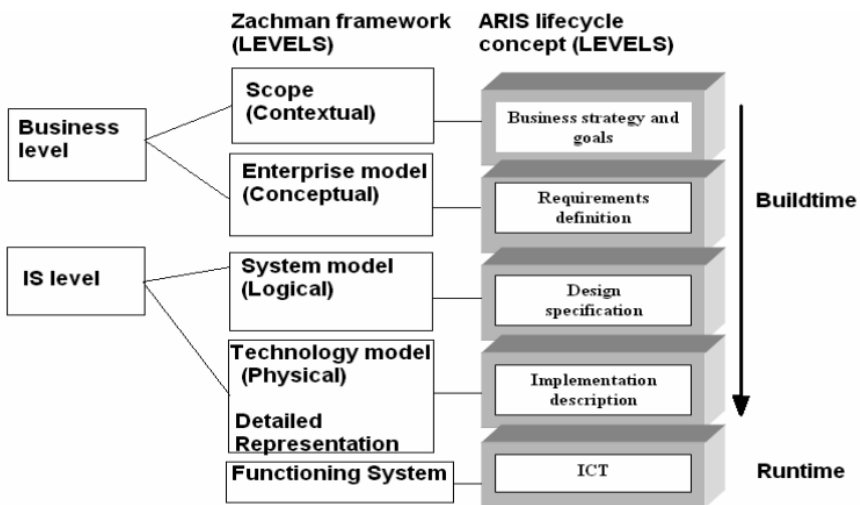 Zachman framework
(LEVELS)
ARIS lifecycle
concept (LEVELS)
Business
level
Scope
(Contextual)
Business strategy and
goals
Enterprise model
(Conceptual)
Requirements
definition
Buildtime
IS level
System model
(Logical)
Design
specification
Technology model
(Physical)
Detailed
Representation
Implementation
description
Functioning System
ICT
Runtime